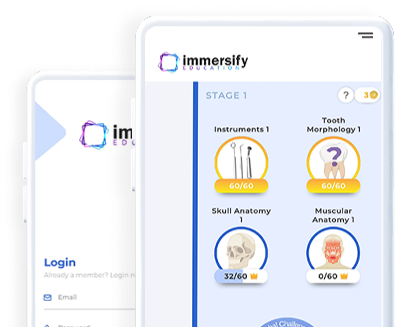 immersify
EDUCATION
STAGE 1
?
3
Instruments 1
60/60
Tooth
Morphology 1
?
60/60
Skull Anatomy
1
32/60
Muscular
Anatomy 1
0/60
imm
EDU
Login
Already a member? Login
Email